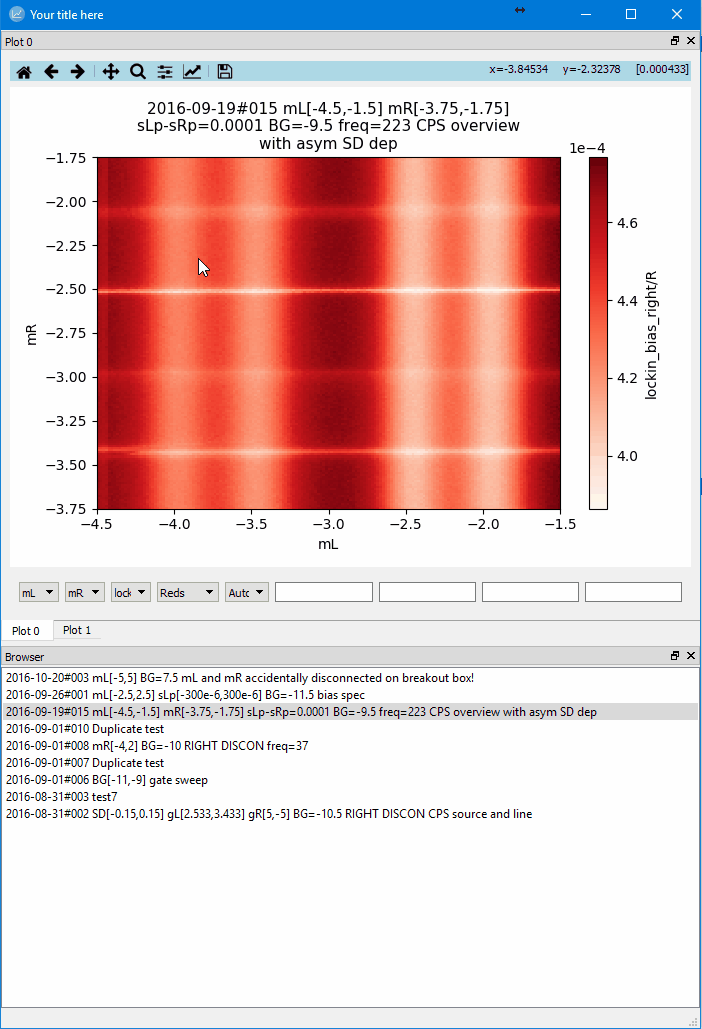 Your title here
Plot 0
x=-3.84534 y=-2.32378 [0.000433]
2016-09-19#015 mL[-4.5,-1.5] mR[-3.75,-1.75]
sLp-sRp=0.0001 BG=-9.5 freq=223 CPS overview
with asym SD dep
1e−4
−1.75
−2.00
−2.25
−2.50
−2.75
−3.00
−3.25
−3.50
−3.75
mR
−4.5 −4.0 −3.5 −3.0 −2.5 −2.0 −1.5
mL
4.6
4.4
4.2
4.0
lockin_bias_right/R
mL mR lock Reds Autc
Plot 0 Plot 1
Browser
2016-10-20#003 mL[-5,5] BG=7.5 mL and mR accidentally disconnected on breakout box!
2016-09-26#001 mL[-2.5,2.5] sLp[-300e-6,300e-6] BG=-11.5 bias spec
2016-09-19#015 mL[-4.5,-1.5] mR[-3.75,-1.75] sLp-sRp=0.0001 BG=-9.5 freq=223 CPS overview with asym SD dep
2016-09-01#010 Duplicate test
2016-09-01#008 mR[-4,2] BG=-10 RIGHT DISCON freq=37
2016-09-01#007 Duplicate test
2016-09-01#006 BG[-11,-9] gate sweep
2016-08-31#003 test7
2016-08-31#002 SD[-0.15,0.15] gL[2.533,3.433] gR[5,-5] BG=-10.5 RIGHT DISCON CPS source and line